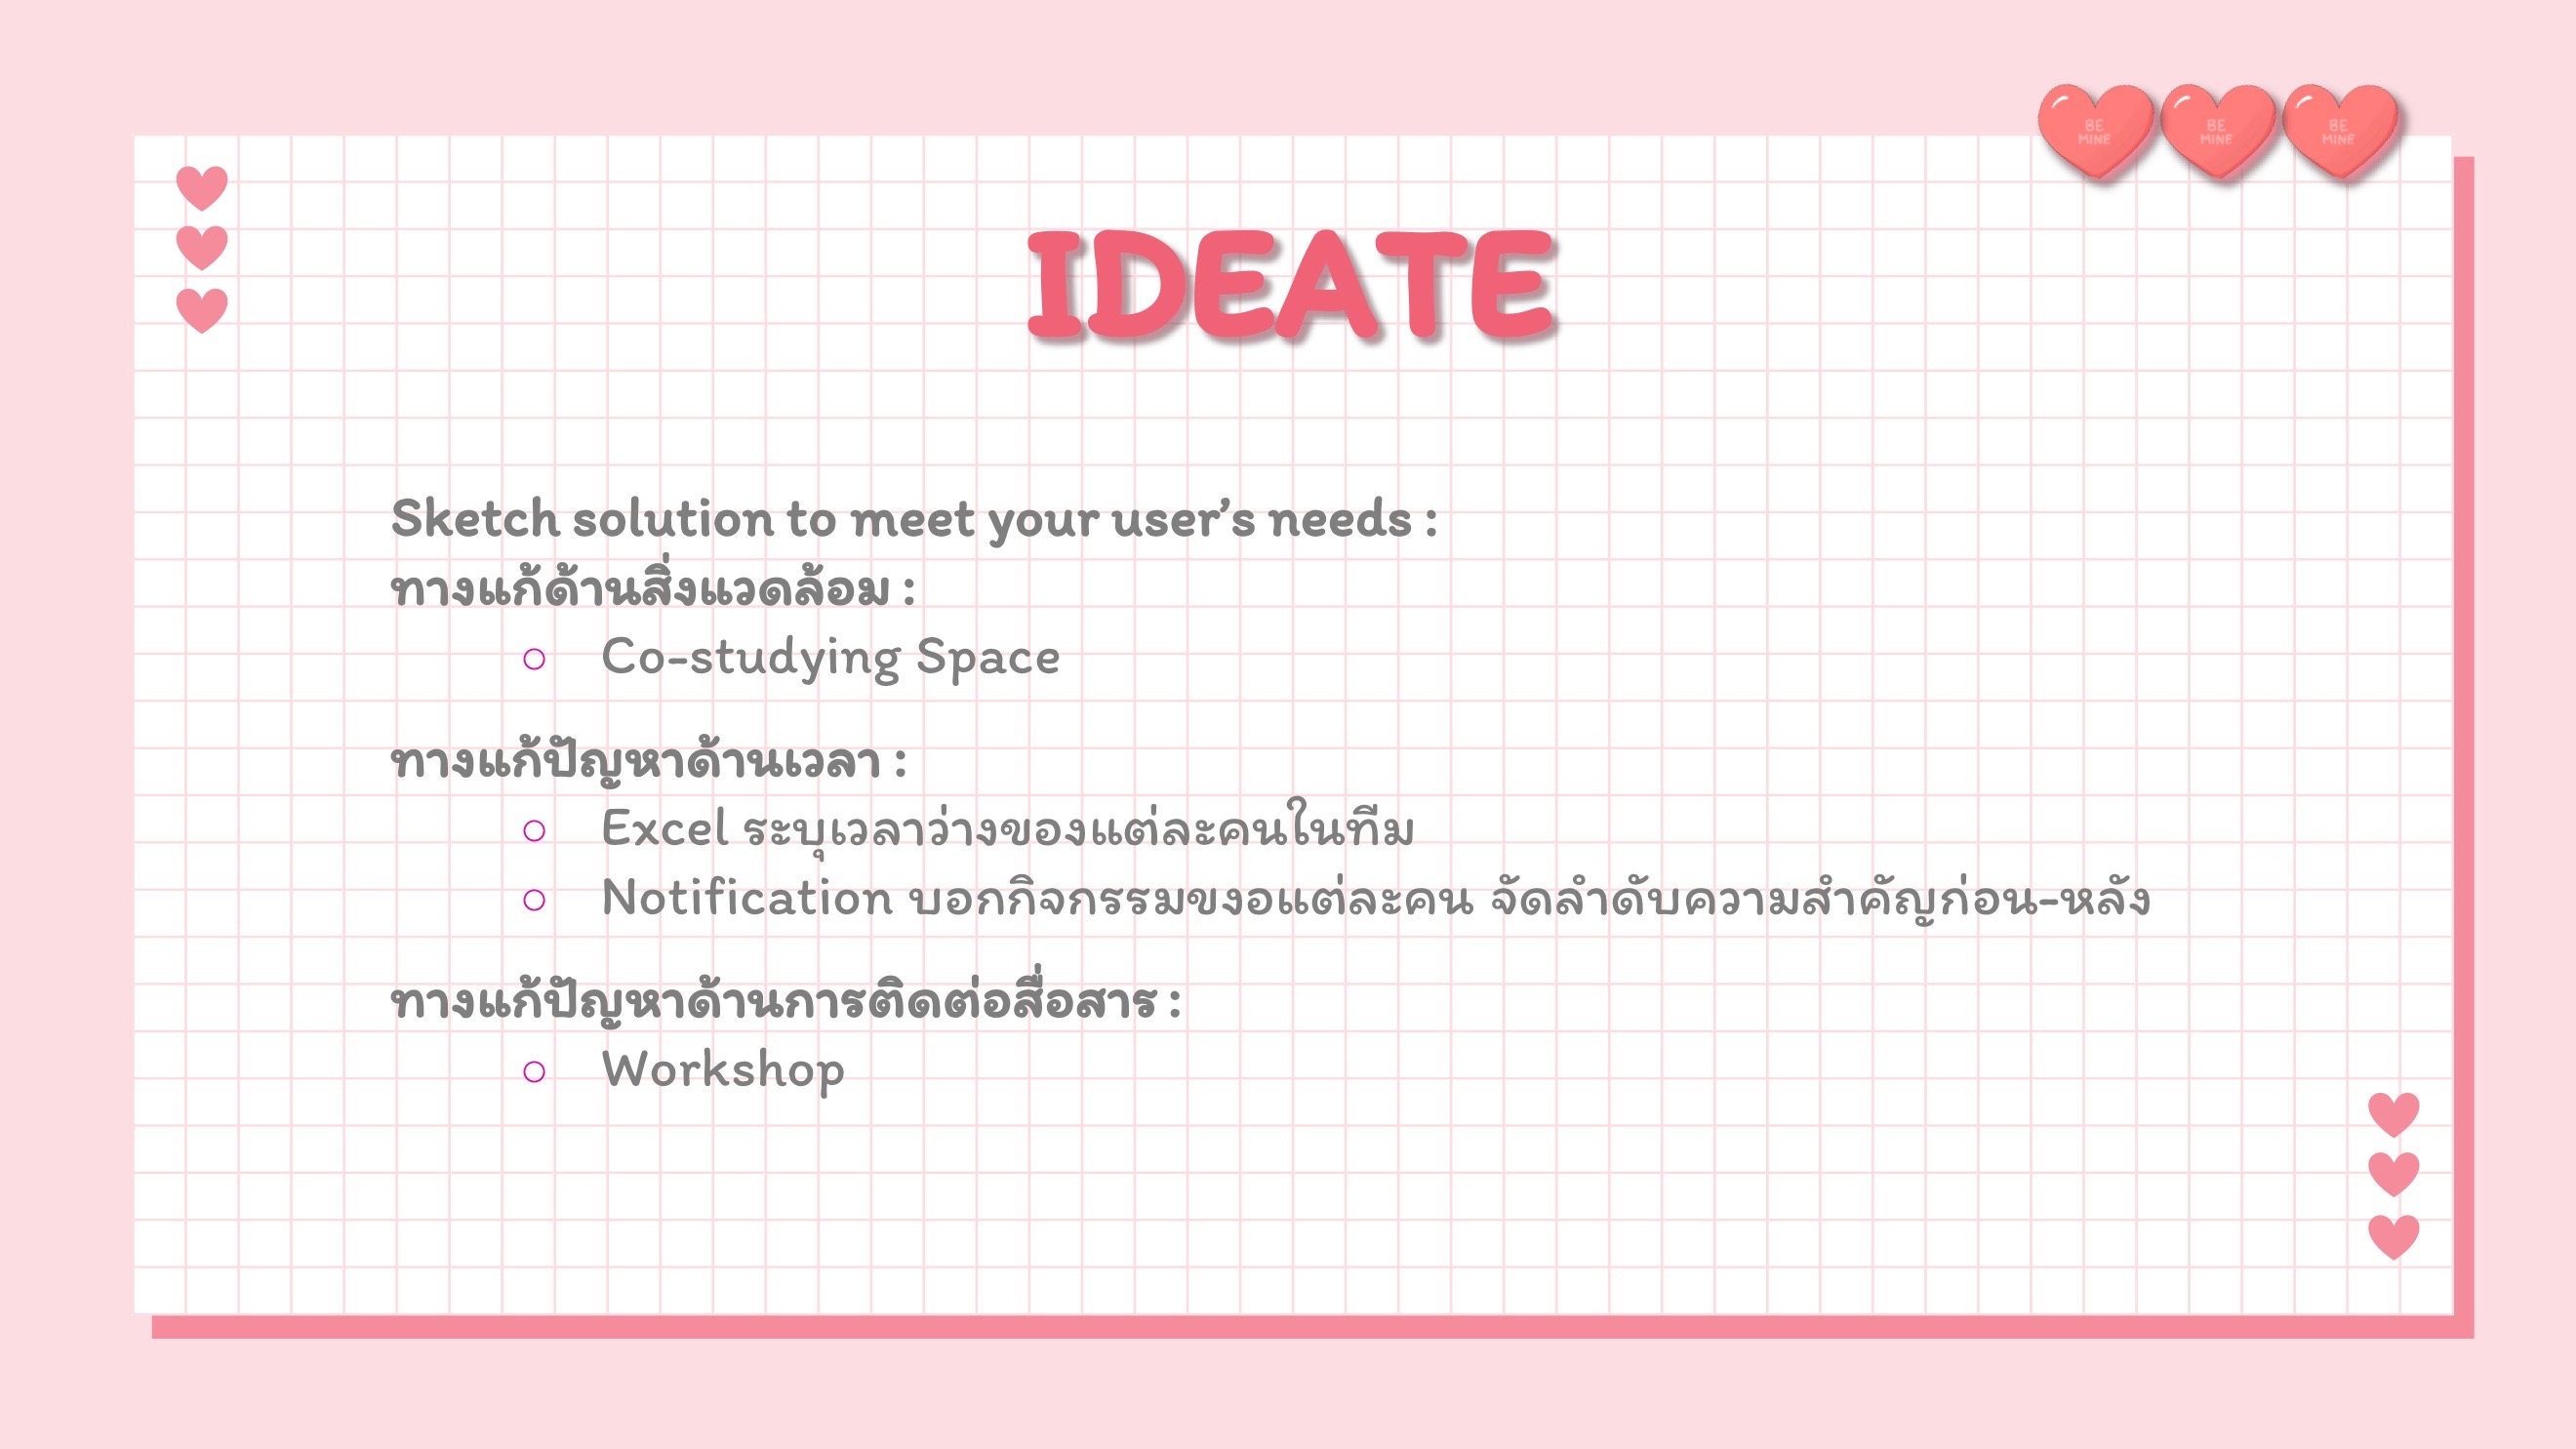 BE
MINE
BE
MINE
BE
MINE
IDEATE
Sketch solution to meet your user’s needs :
ทางแก้ด้านสิ่งแวดล้อม :
○ Co-studying Space
ทางแก้ปัญหาด้านเวลา :
○ Excel ระบุเวลาว่างของแต่ละคนในทีม
○ Notification บอกกิจกรรมขงอแต่ละคน จัดลำดับความสำคัญก่อน-หลัง
ทางแก้ปัญหาด้านการติดต่อสื่อสาร :
○ Workshop